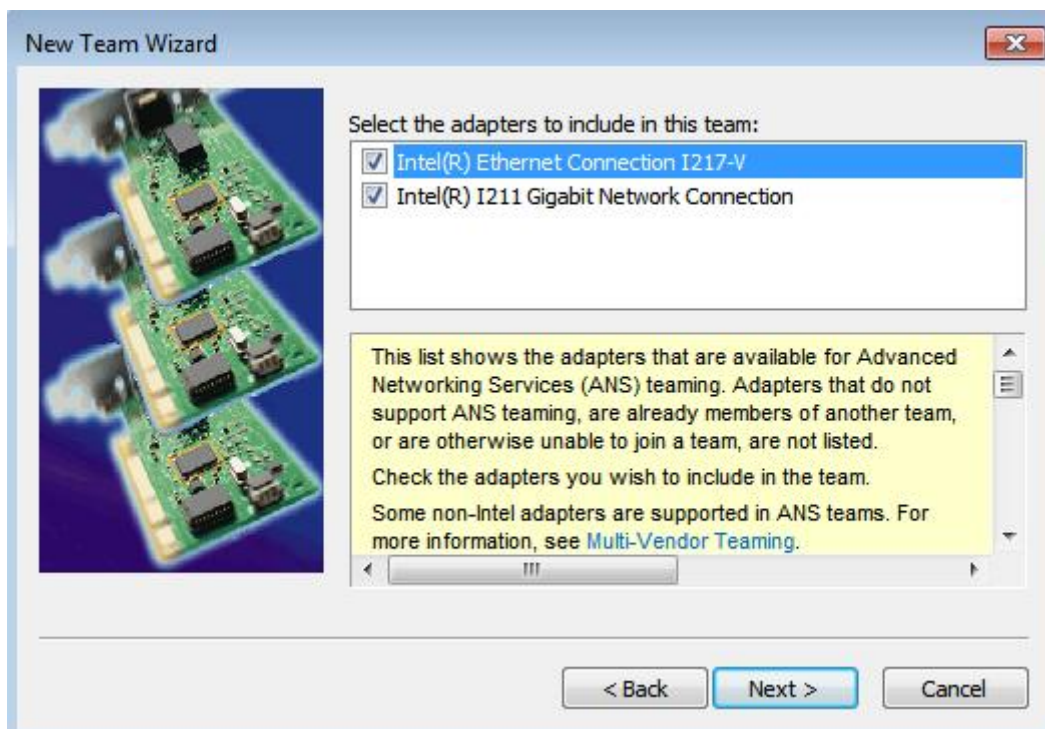 New Team Wizard
Select the adapters to include in this team:
Intel(R) Ethernet Connection I217-V
Intel(R) I211 Gigabit Network Connection
This list shows the adapters that are available for Advanced
Networking Services (ANS) teaming. Adapters that do not
support ANS teaming, are already members of another team,
or are otherwise unable to join a team, are not listed.
Check the adapters you wish to include in the team.
Some non-Intel adapters are supported in ANS teams. For
more information, see Multi-Vendor Teaming.
< Back
Next >
Cancel